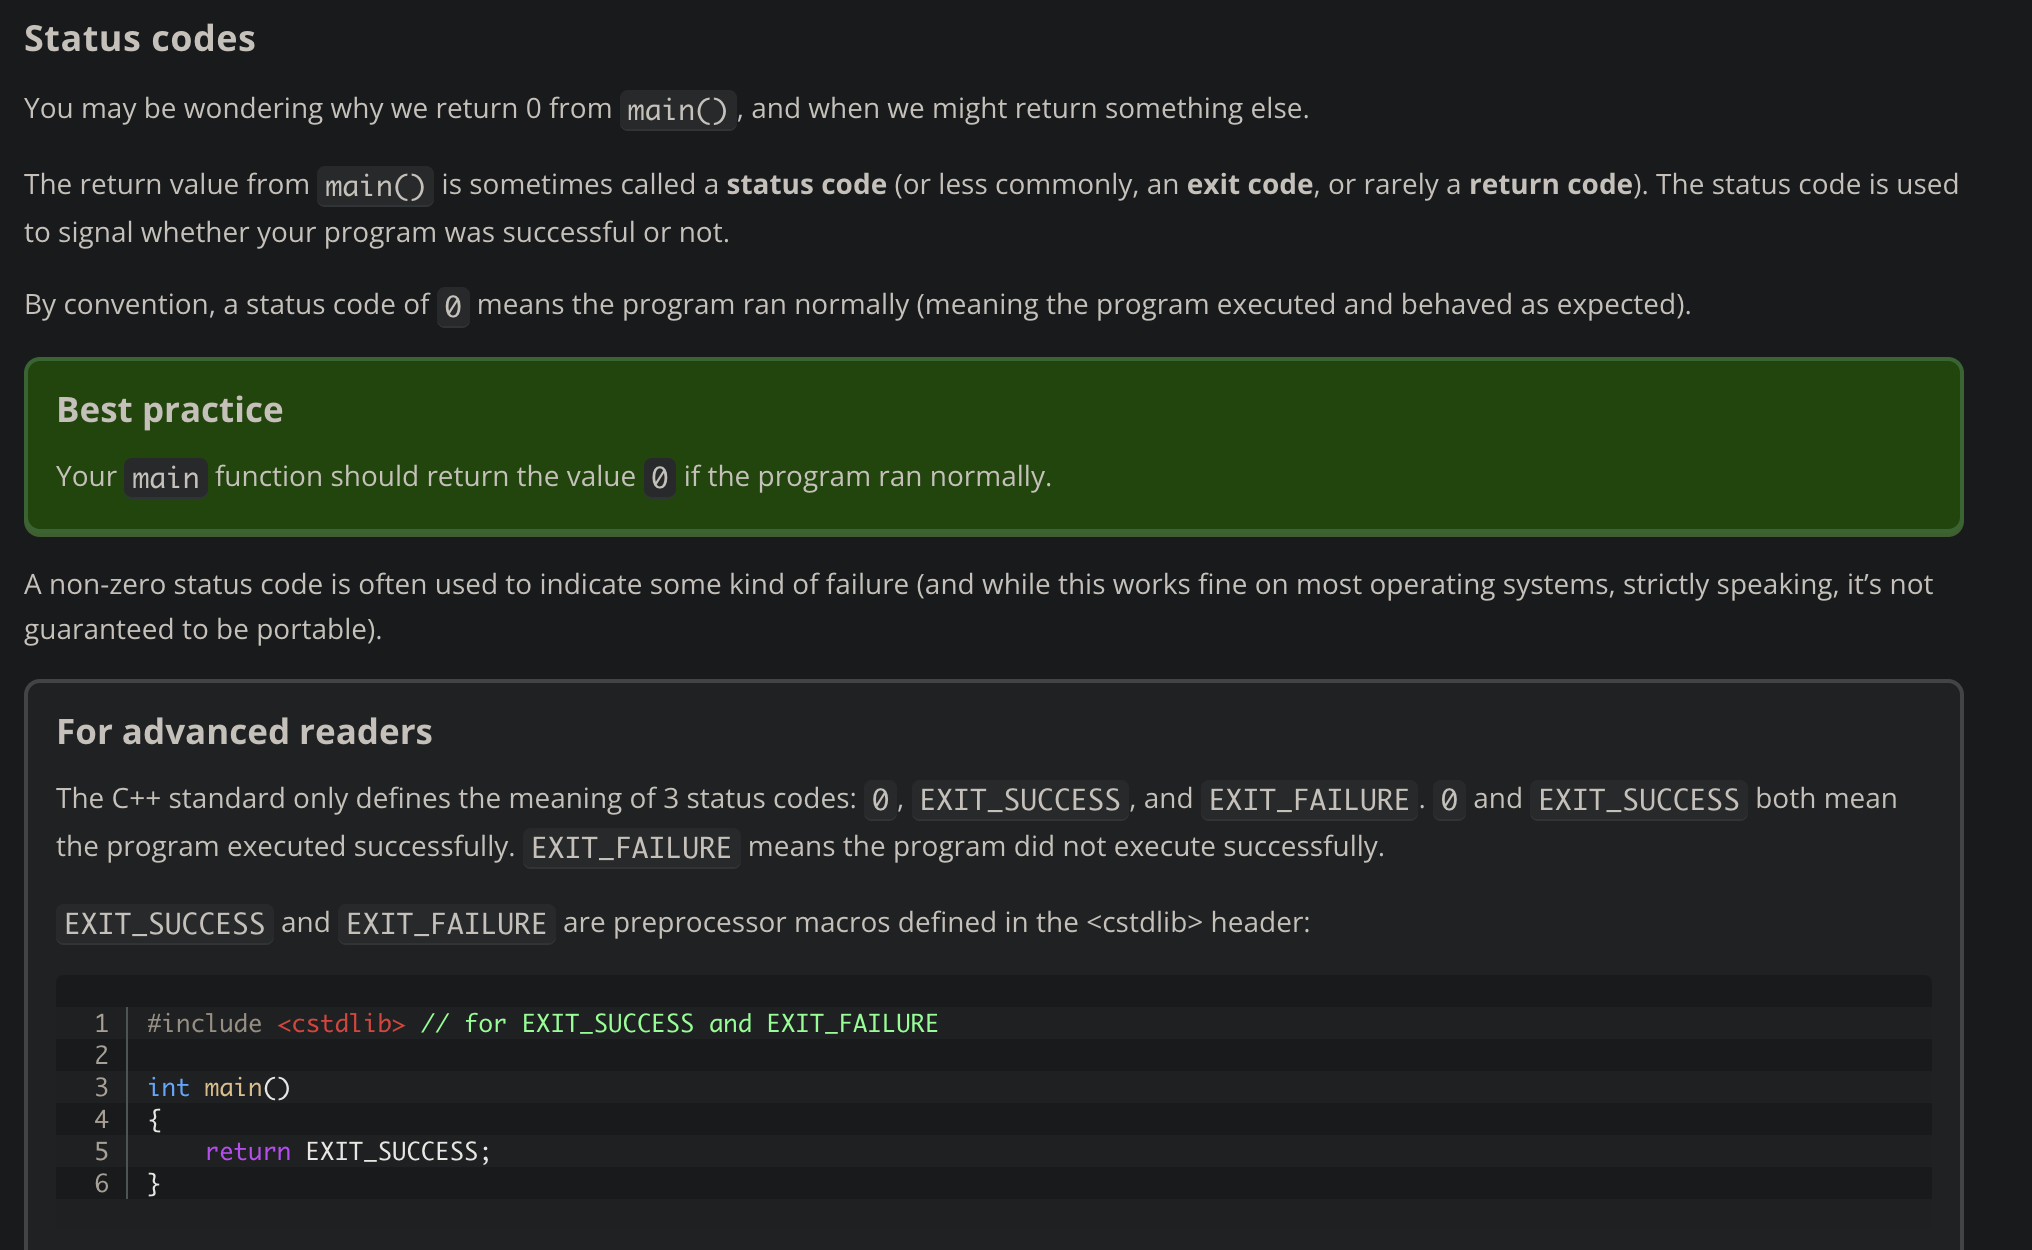 Status codes
You may be wondering why we return 0 from main(), and when we might return something else.
The return value from main() is sometimes called a status code (or less commonly, an exit code, or rarely a return code). The status code is used
to signal whether your program was successful or not.
By convention, a status code of 0 means the program ran normally (meaning the program executed and behaved as expected).
Best practice
Your main function should return the value 0 if the program ran normally.
A non-zero status code is often used to indicate some kind of failure (and while this works fine on most operating systems, strictly speaking, it’s not
guaranteed to be portable).
For advanced readers
The C++ standard only defines the meaning of 3 status codes: 0, EXIT_SUCCESS, and EXIT_FAILURE. 0 and EXIT_SUCCESS both mean
the program executed successfully. EXIT_FAILURE means the program did not execute successfully.
EXIT_SUCCESS and EXIT_FAILURE are preprocessor macros defined in the <cstdlib> header:
1 #include <cstdlib> // for EXIT_SUCCESS and EXIT_FAILURE
2
3 int main()
4 {
5     return EXIT_SUCCESS;
6 }